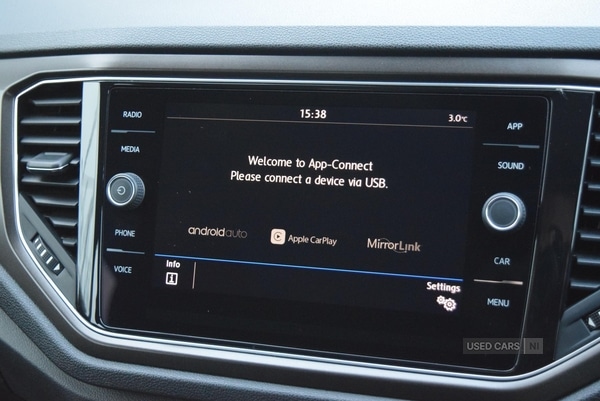 RADIO
MEDIA
PHONE
VOICE
15:38
3.0°C
Welcome to App-Connect
Please connect a device via USB.
androidauto
Apple CarPlay
MirrorLink
Info
Settings
APP
SOUND
CAR
MENU
USED CARS NI